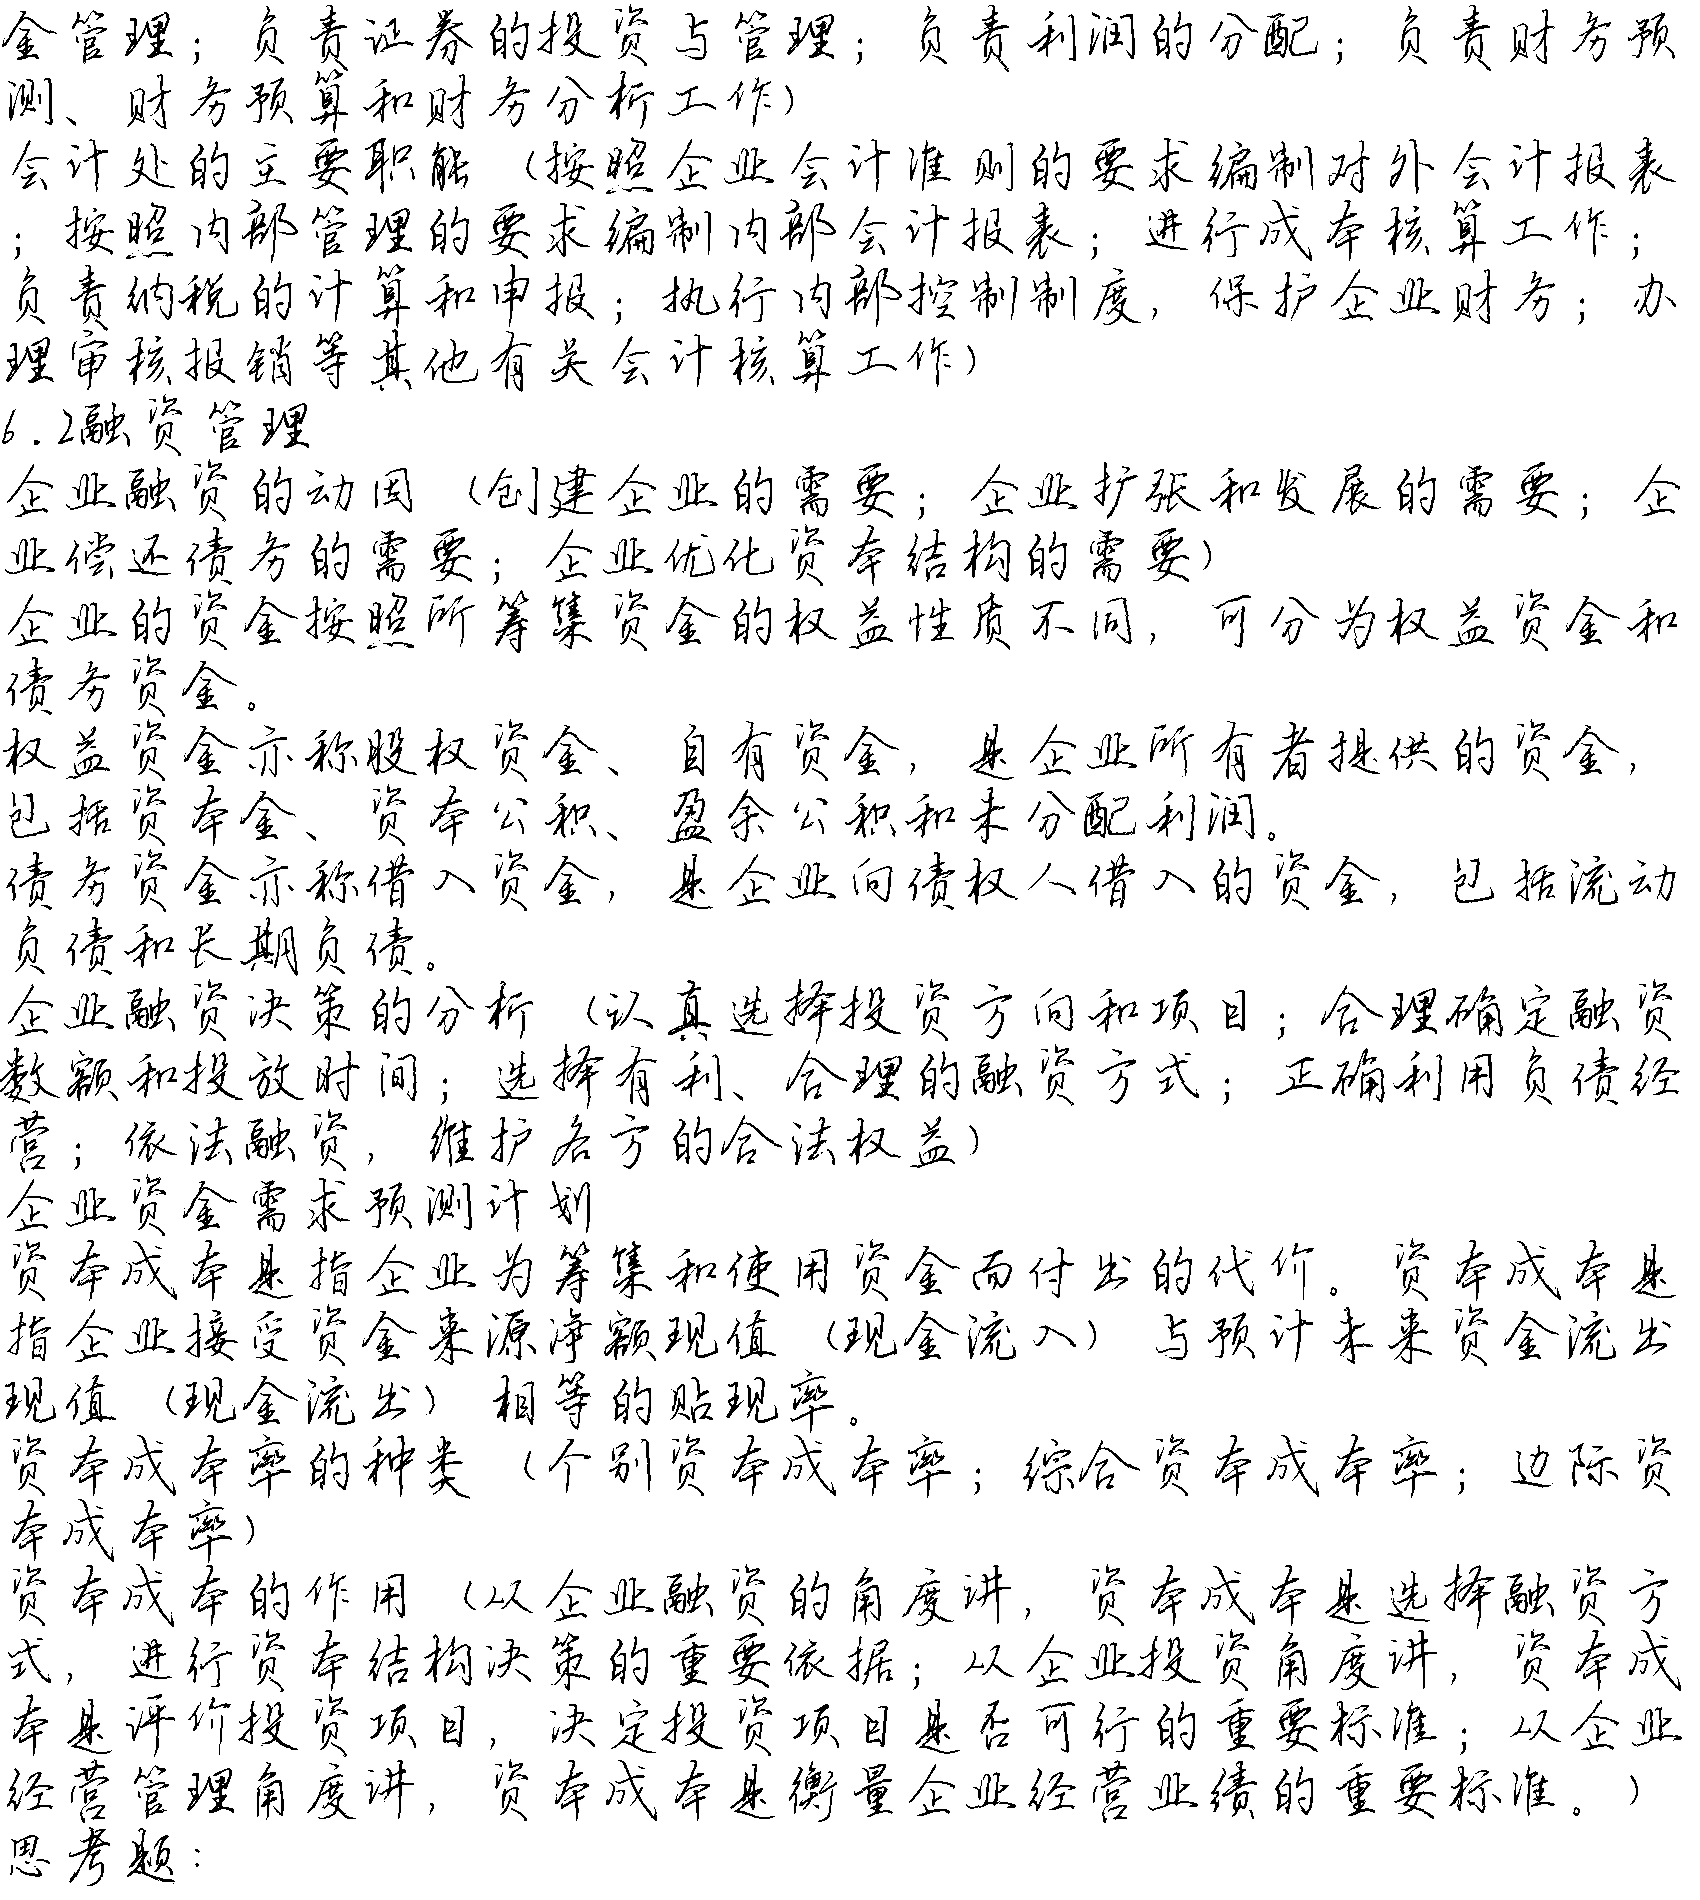 金管理；负责证券的投资与管理；负责利润的分配；负责财务预
测、财务预算和财务分析工作）
会计处的主要职能（按照企业会计准则的要求编制对外会计报表
；按照内部管理的要求编制内部会计报表；进行成本核算工作；
负责纳税的计算和申报；执行内部控制制度，保护企业财务；办
理审核报销等其他有关会计核算工作）
6.2融资管理
企业融资的动因（创建企业的需要；企业扩张和发展的需要；企
业偿还债务的需要；企业优化资本结构的需要）
企业的资金按照所筹集资金的权益性质不同，可分为权益资金和
债务资金。
权益资金亦称股权资金、自有资金，是企业所有者提供的资金，
包括资本金、资本公积、盈余公积和未分配利润。
债务资金亦称借入资金，是企业向债权人借入的资金，包括流动
负债和长期负债。
企业融资决策的分析（认真选择投资方向和项目；合理确定融资
数额和投放时间；选择有利、合理的融资方式；正确利用负债经
营；依法融资，维护各方的合法权益）
企业资金需求预测计划
资本成本是指企业为筹集和使用资金而付出的代价。资本成本是
指企业接受资金来源净额现值（现金流入）与预计未来资金流出
现值（现金流出）相等的贴现率。
资本成本率的种类（个别资本成本率；综合资本成本率；边际资
本成本率）
资本成本的作用（从企业融资的角度讲，资本成本是选择融资方
式，进行资本结构决策的重要依据；从企业投资角度讲，资本成
本是评价投资项目，决定投资项目是否可行的重要标准；从企业
经营管理角度讲，资本成本是衡量企业经营业绩的重要标准。）
思考题：